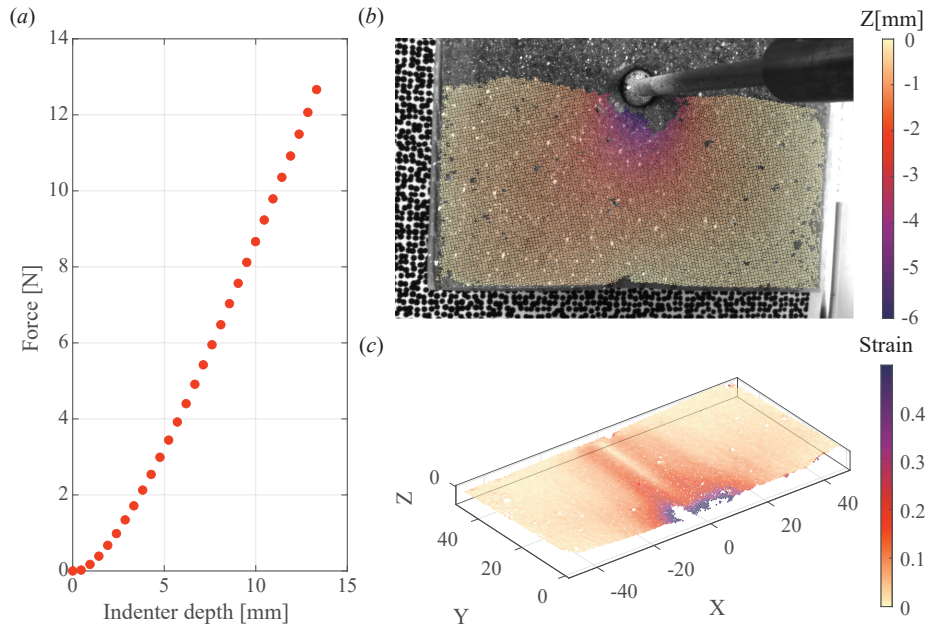 (a)
14
12
10
8
6
4
2
0
0 5 10 15
Force [N]
Indenter depth [mm]
(b)
Z[mm]
0
-1
-2
-3
-4
-5
-6
(c)
Strain
0.4
0.3
0.2
0.1
0
Z
0
40
20
0
Y
-40
-20
0
20
40
X